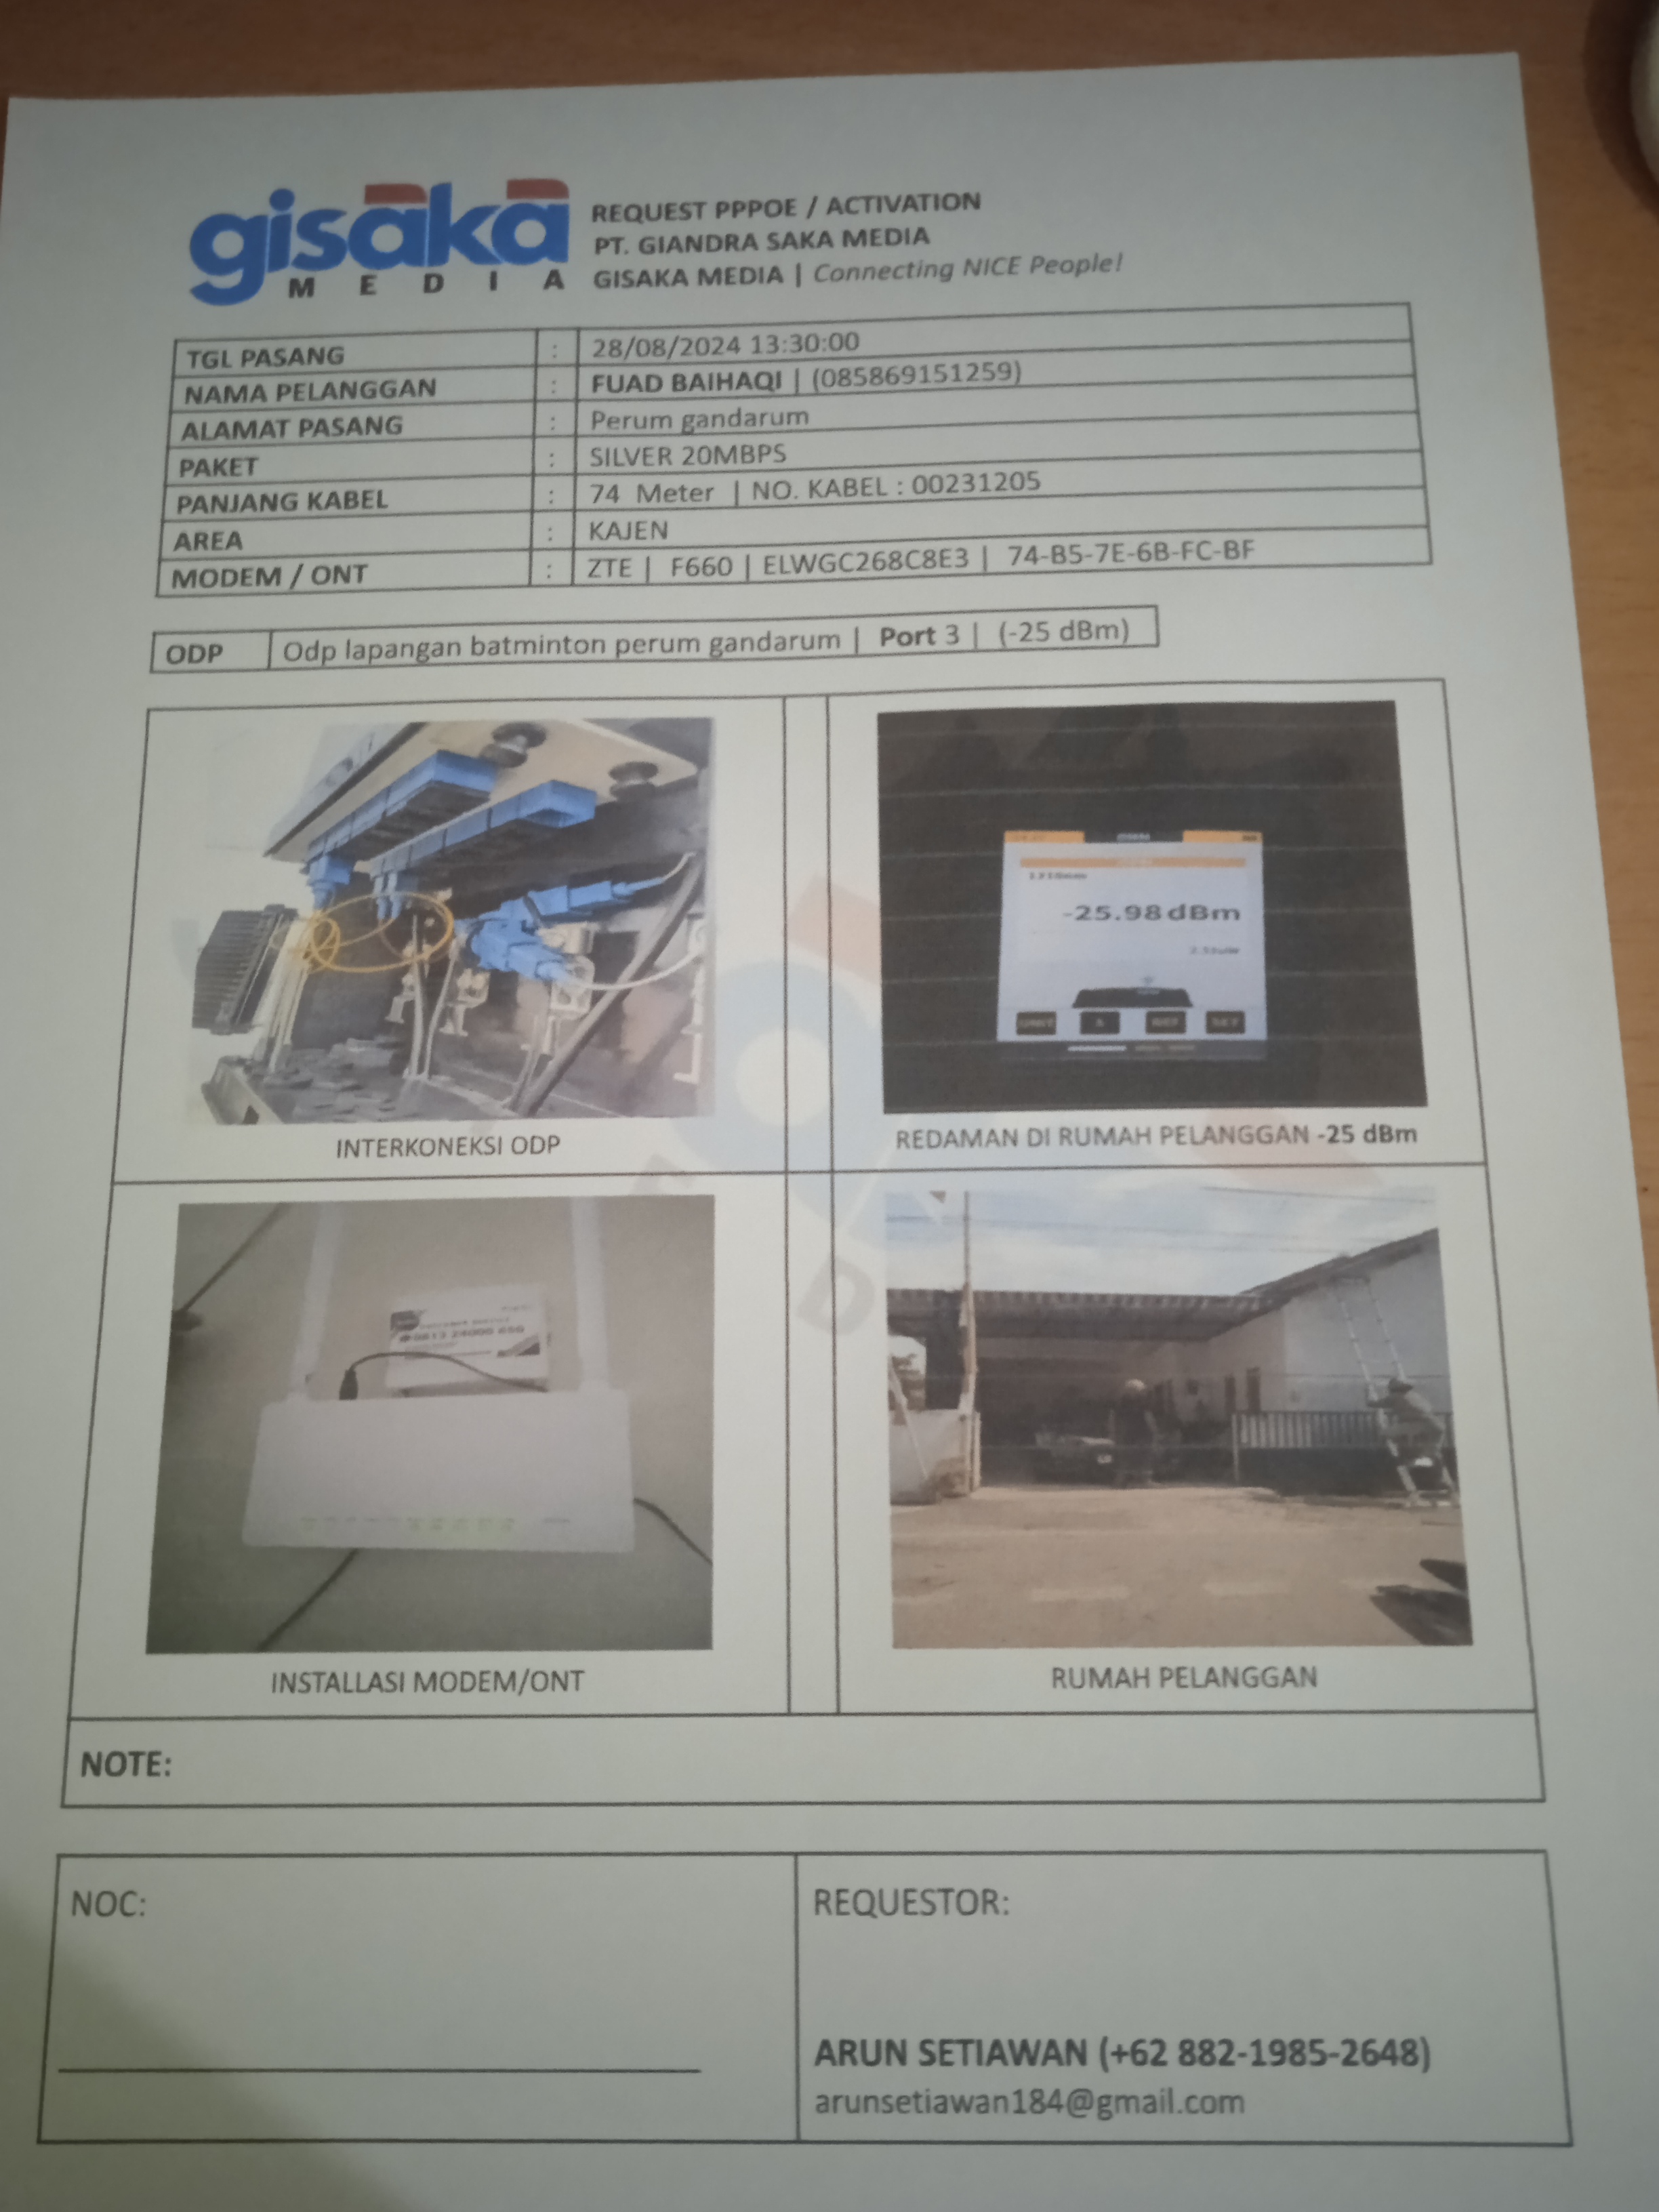 gisaka
MEDIA
REQUEST PPPOE / ACTIVATION
PT. GIANDRA SAKA MEDIA
GISAKA MEDIA | Connecting NICE People!
TGL PASANG : 28/08/2024 13:30:00
NAMA PELANGGAN : FUAD BAIHAQI | (085869151259)
ALAMAT PASANG : Perum gandarum
PAKET : SILVER 20MBPS
PANJANG KABEL : 74 Meter | NO. KABEL : 00231205
AREA : KAJEN
MODEM / ONT : ZTE | F660 | ELWGC268C8E3 | 74-B5-7E-6B-FC-BF
ODP Odp lapangan batminton perum gandarum | Port 3 | (-25 dBm)
-25.98 dBm
INTERKONEKSI ODP
REDAMAN DI RUMAH PELANGGAN -25 dBm
INSTALLASI MODEM/ONT
RUMAH PELANGGAN
NOTE:
NOC:
REQUESTOR:
ARUN SETIAWAN (+62 882-1985-2648)
arunsetiawan184@gmail.com